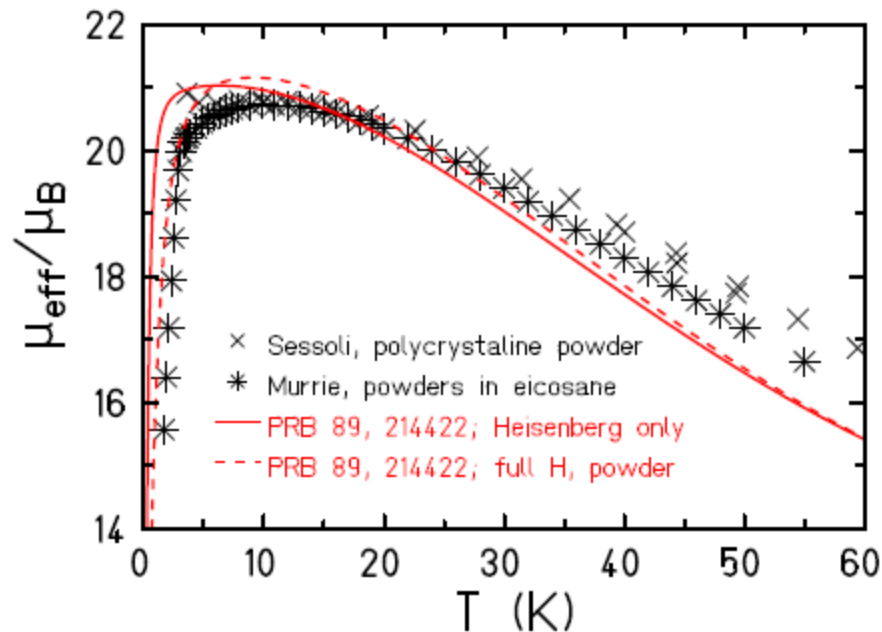 22
20
18
16
14
μeff/μB
× Sessoli, polycrystaline powder
* Murrie, powders in eicosane
PRB 89, 214422; Heisenberg only
PRB 89, 214422; full H, powder
0 10 20 30 40 50 60
T (K)